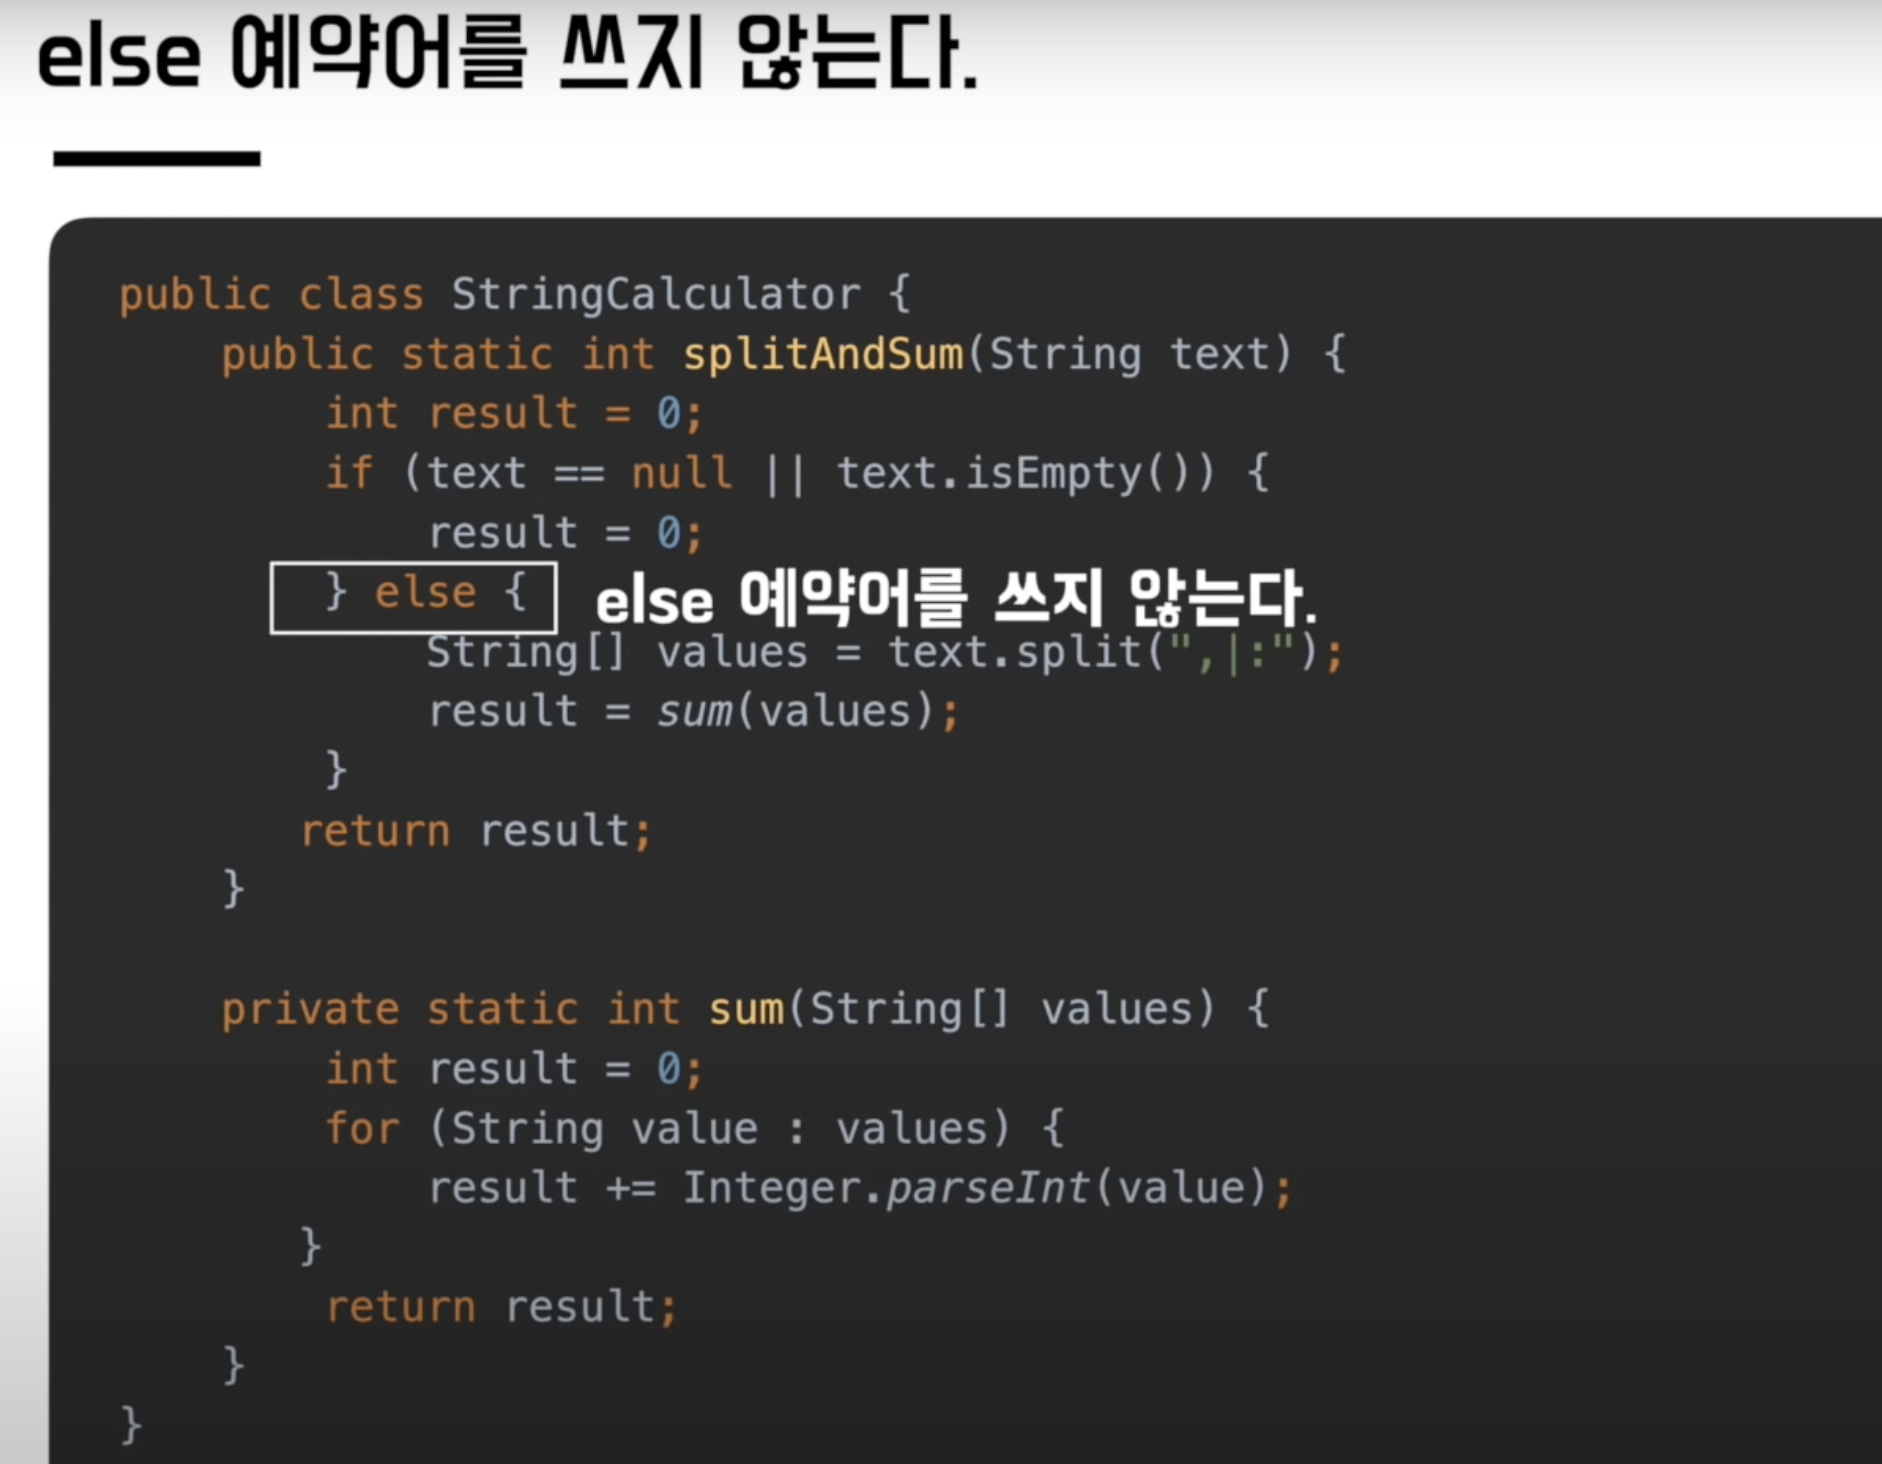 else 예약어를 쓰지 않는다.
public class StringCalculator {
public static int splitAndSum(String text) {
int result = 0;
if (text == null || text.isEmpty()) {
result = 0;
} else { else 예약어를 쓰지 않는다.
String[] values = text.split(",|:");
result = sum(values);
}
return result;
}
private static int sum(String[] values) {
int result = 0;
for (String value : values) {
result += Integer.parseInt(value);
}
return result;
}
}